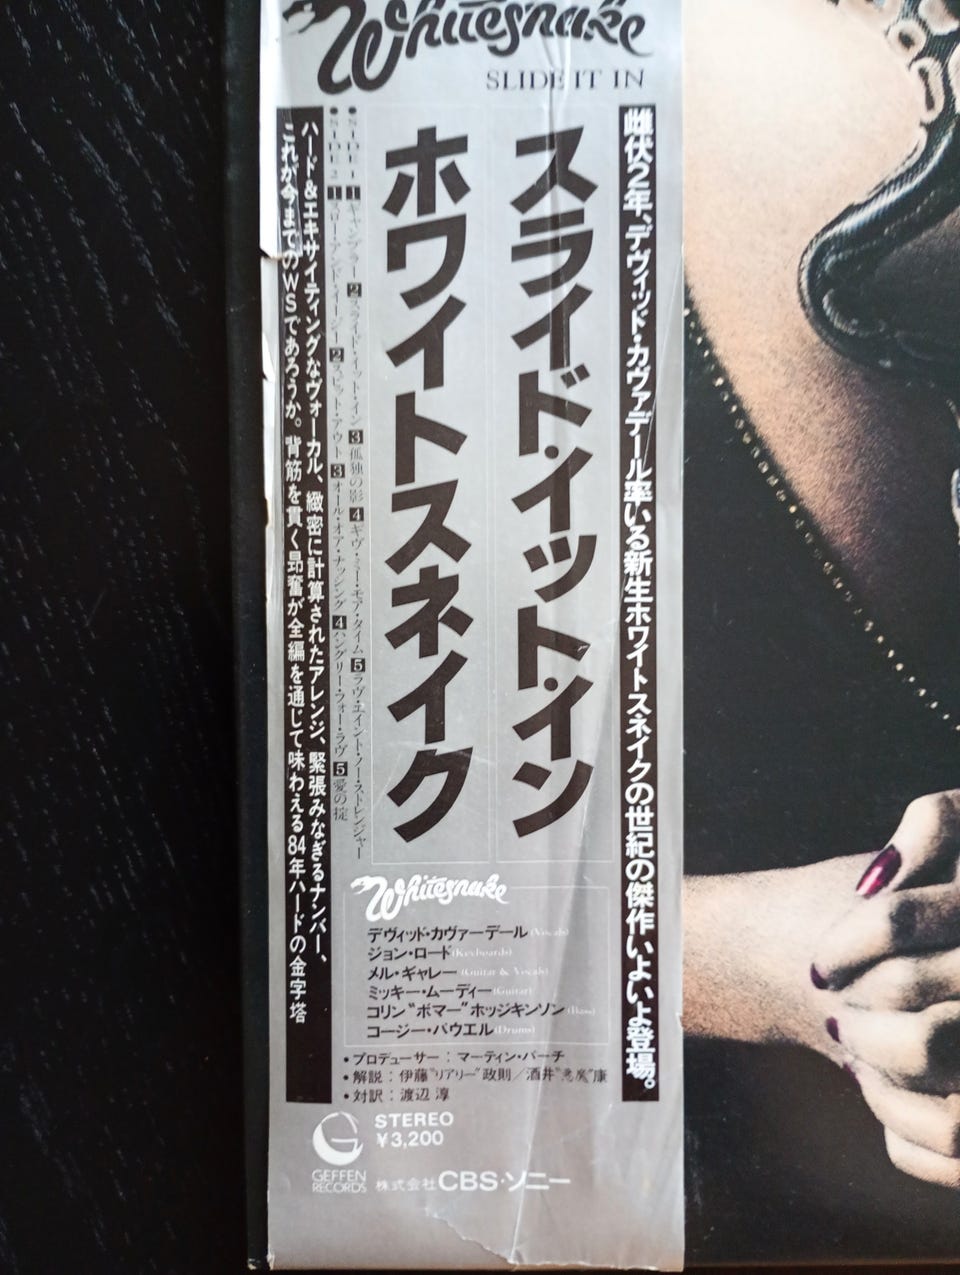 Whitesnake
SLIDE IT IN
雌伏2年、デヴィッド・カヴァデール率いる新生ホワイトスネイクの世紀の傑作いよいよ登場。
スライド・イット・イン
ホワイトスネイク
●SIDE 1 1 ギャンブラー 2 スライド・イット・イン 3 孤独の影 4 ギヴ・ミー・モア・タイム 5 ラヴ・エイント・ノー・ストレンジャー
●SIDE 2 1 スロー・アンド・イージー 2 スピット・アウト 3 オール・オア・ナッシング 4 ハングリー・フォー・ラヴ 5 愛の掟
ハード&エキサイティングなヴォーカル、緻密に計算されたアレンジ、緊張みなぎるナンバー、
これが今までのWSであろうか。背筋を貫く昂奮が全編を通じて味わえる84年ハードの金字塔
Whitesnake
デヴィッド・カヴァーデール(Vocals)
ジョン・ロード(Keyboards)
メル・ギャレー(Guitar & Vocals)
ミッキー・ムーディー(Guitar)
コリン"ボマー"ホッジキンソン(Bass)
コージー・パウエル(Drums)
•プロデューサー：マーティン・バーチ
•解説：伊藤"リアリー"政則／酒井"悪魔"康
•対訳：渡辺 淳
STEREO
¥3,200
GEFFEN
RECORDS
株式会社CBS・ソニー